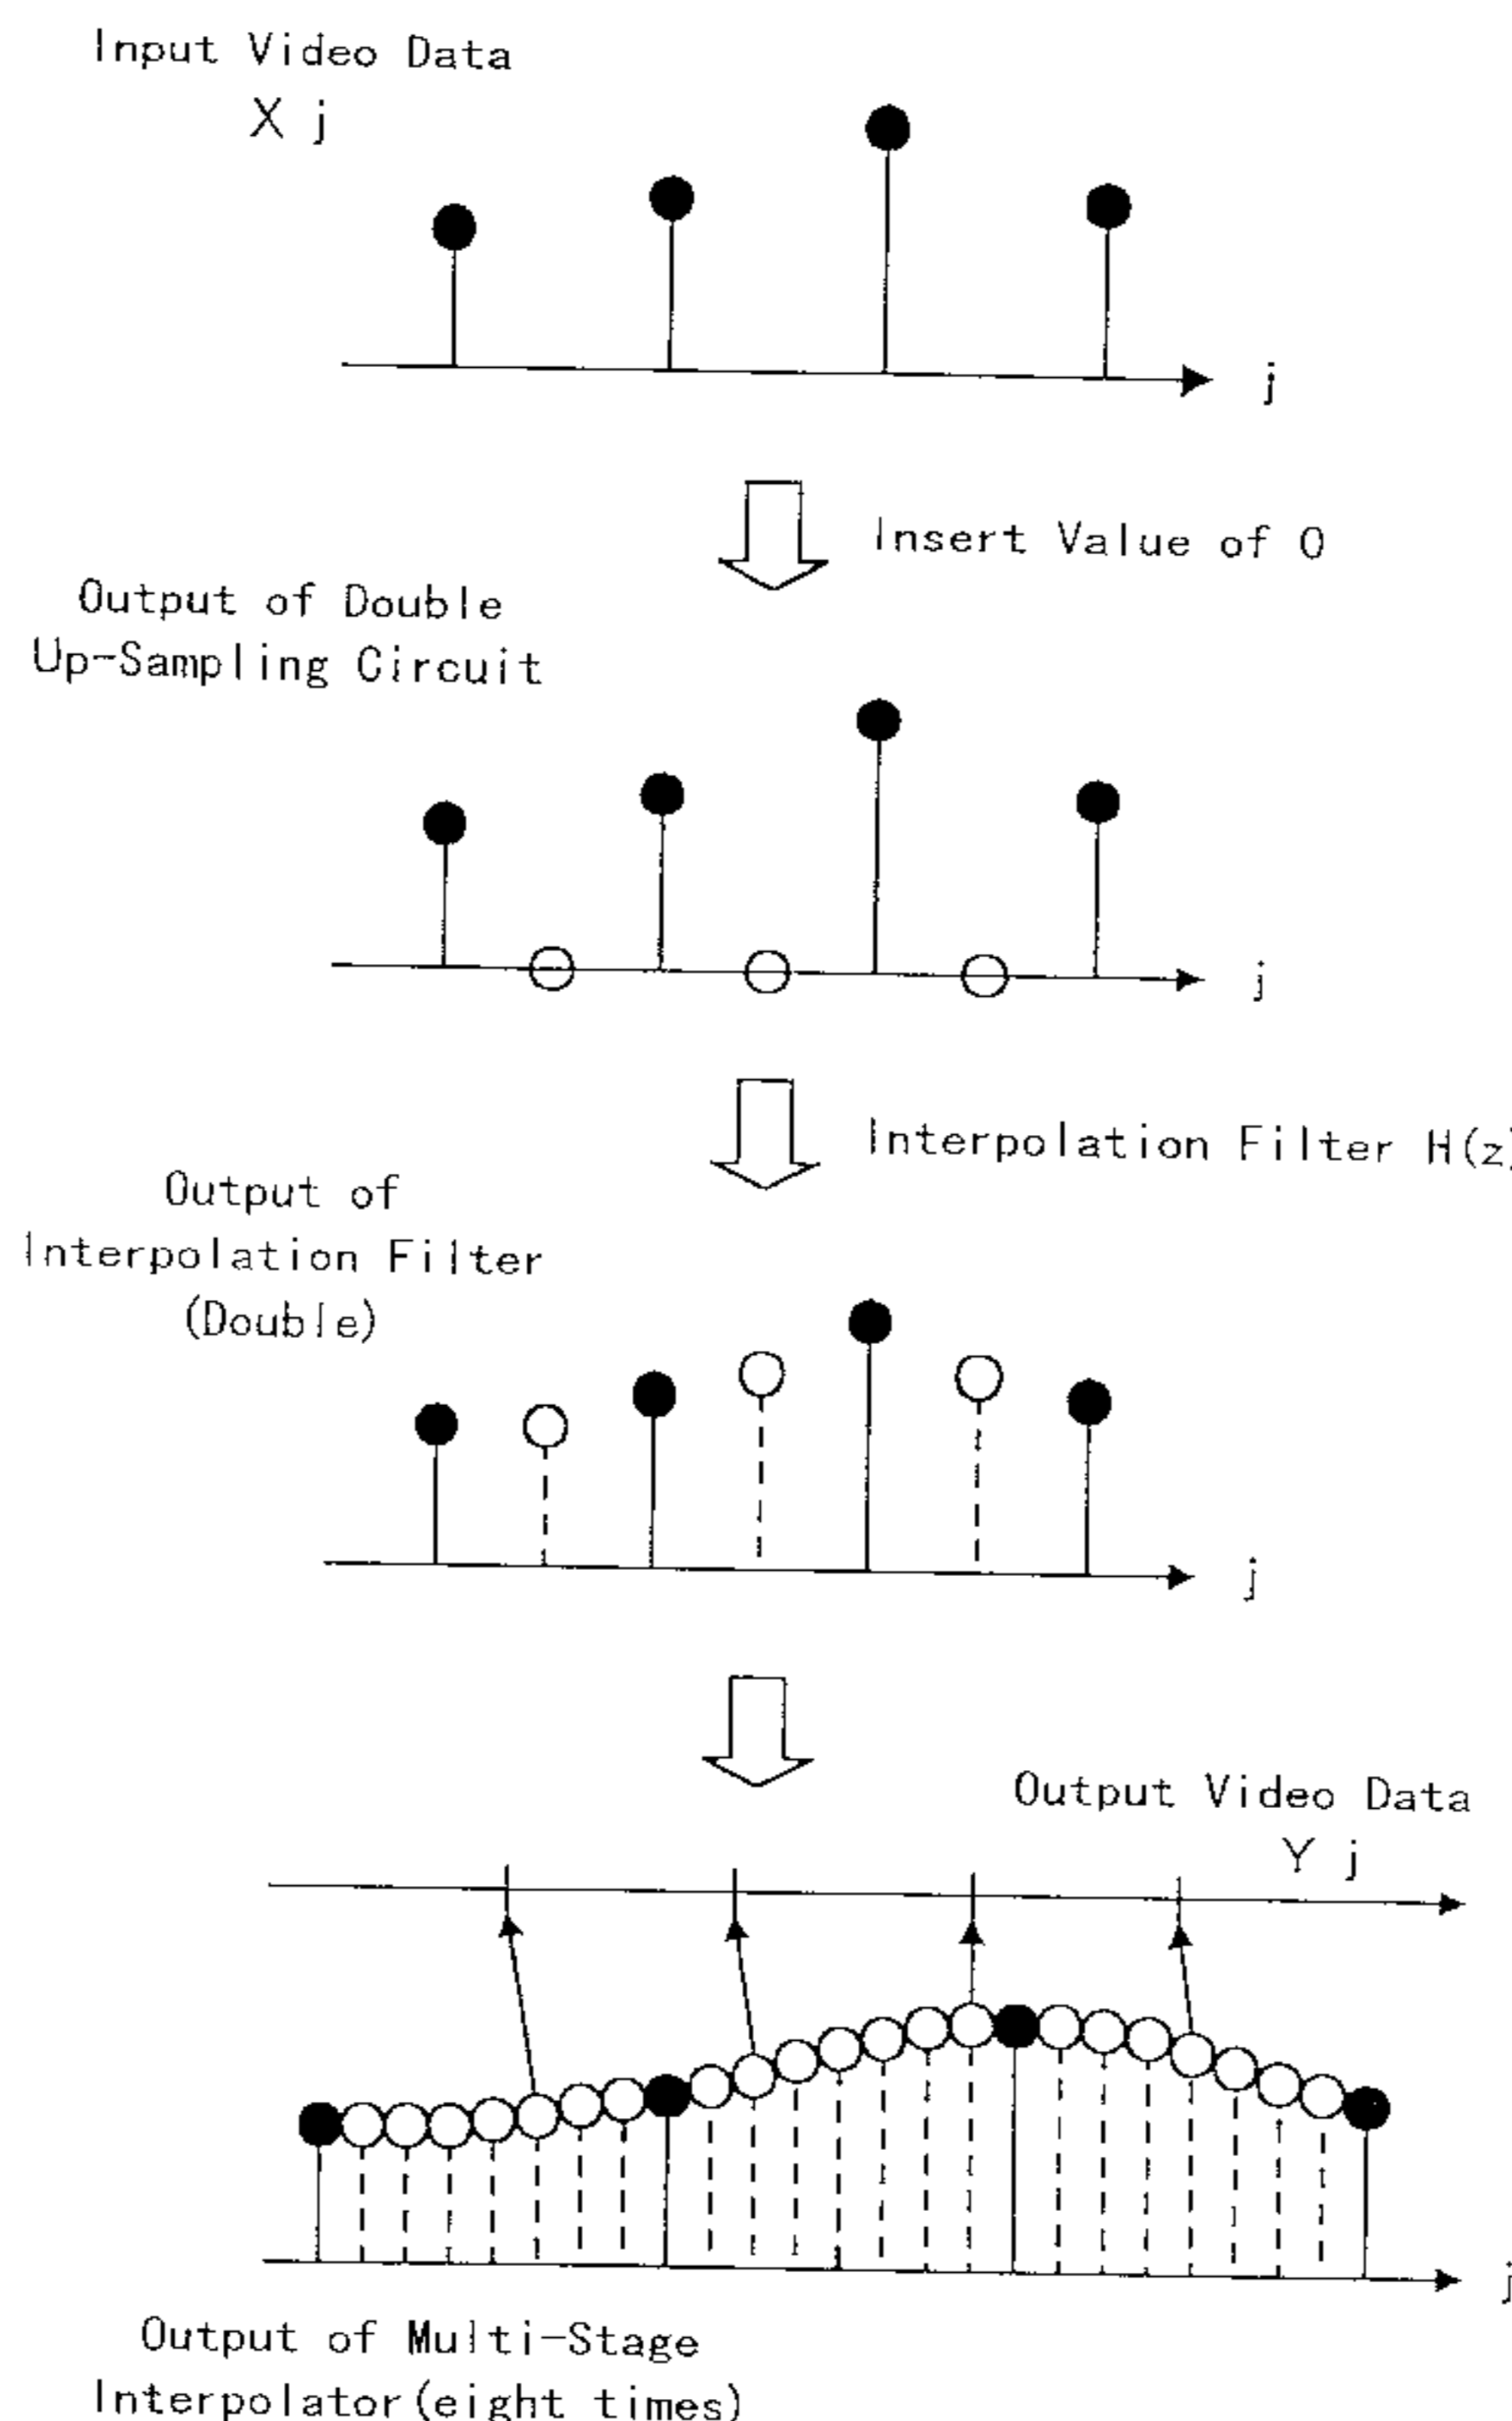 Input Video Data
X j
j
Insert Value of 0
Output of Double
Up-Sampling Circuit
j
Interpolation Filter H(z)
Output of
Interpolation Filter
(Double)
j
Output Video Data
Y j
j
Output of Multi-Stage
Interpolator(eight times)